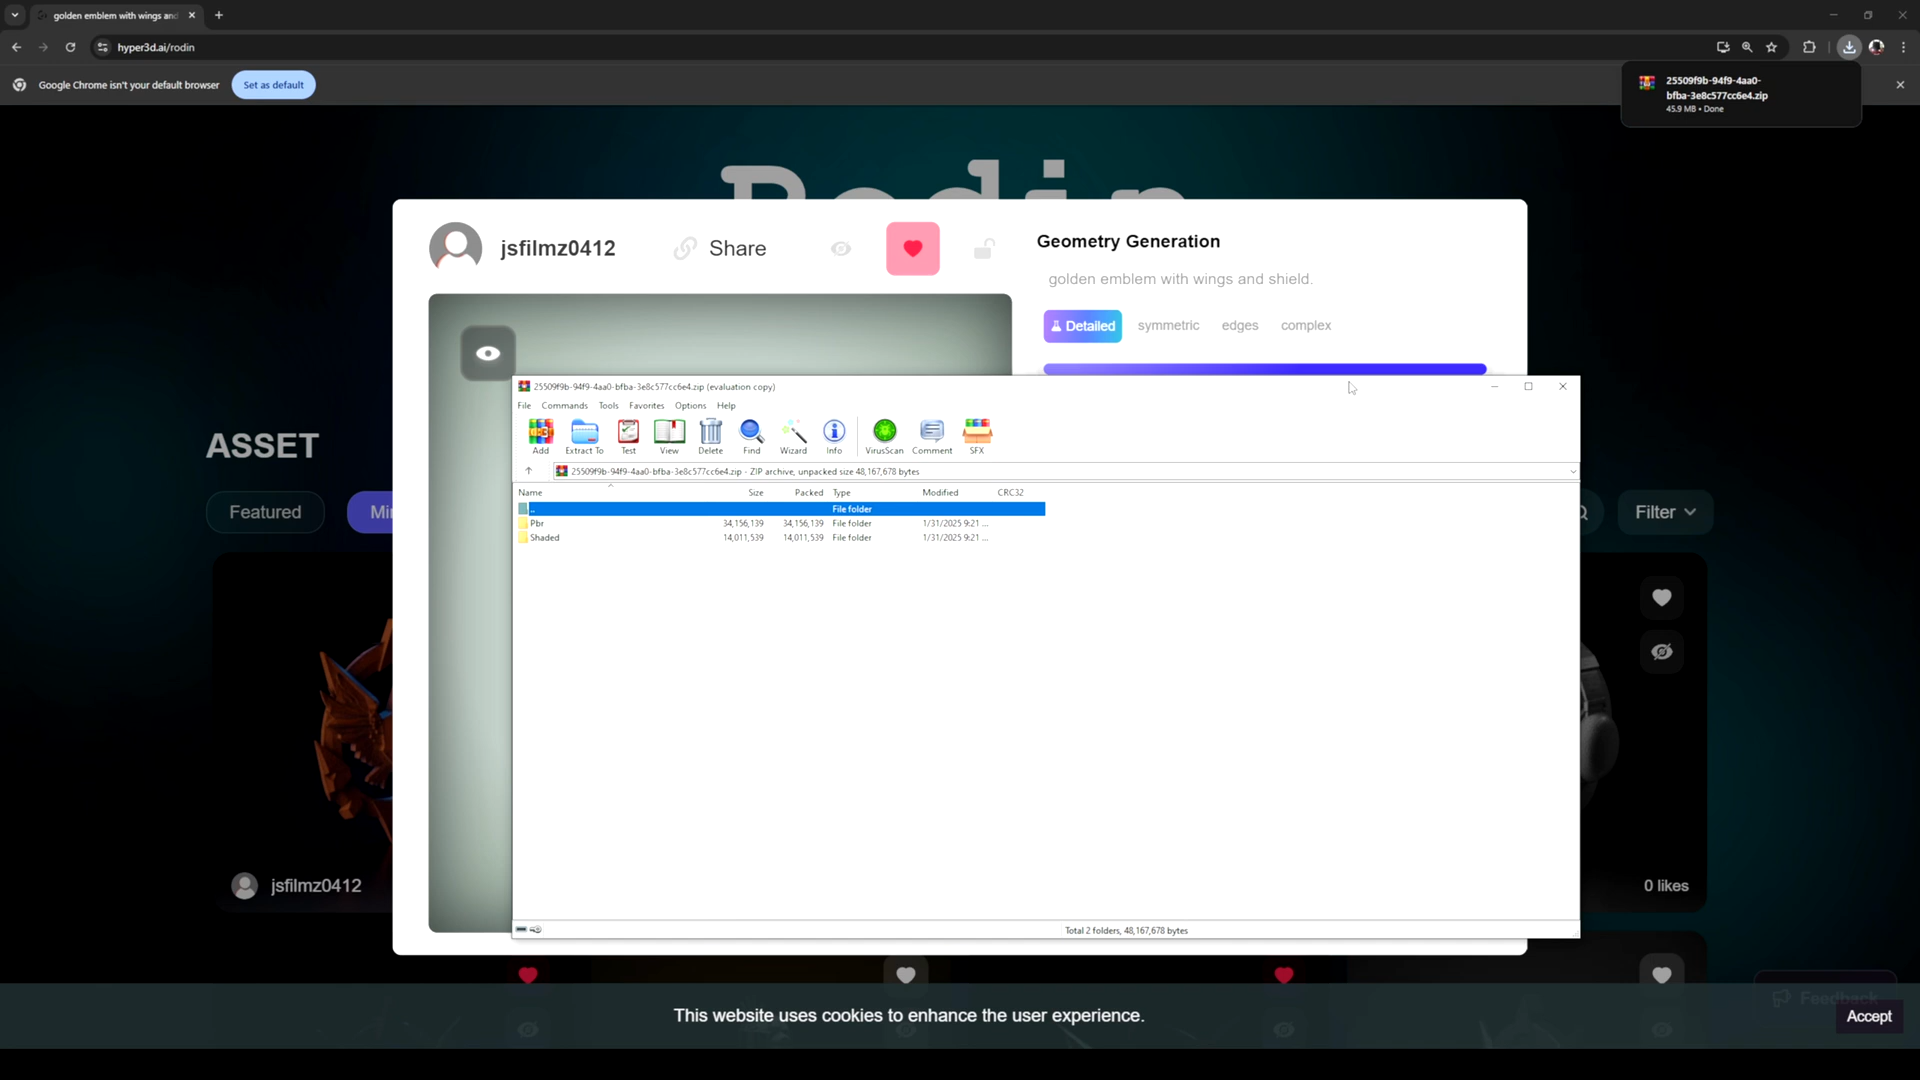 golden emblem with wings and
hyper3d.ai/rodin
Google Chrome isn't your default browser
Set as default
25509f9b-94f9-4aa0-
bfba-3e8c577cc6e4.zip
45.9 MB • Done
Rodin
jsfilmz0412
Share
Geometry Generation
golden emblem with wings and shield.
Detailed
symmetric
edges
complex
25509f9b-94f9-4aa0-bfba-3e8c577cc6e4.zip (evaluation copy)
File Commands Tools Favorites Options Help
Add Extract To Test View Delete Find Wizard Info VirusScan Comment SFX
25509f9b-94f9-4aa0-bfba-3e8c577cc6e4.zip - ZIP archive, unpacked size 48,167,678 bytes
Name Size Packed Type Modified CRC32
.. File folder
Pbr 34,156,139 34,156,139 File folder 1/31/2025 9:21 ...
Shaded 14,011,539 14,011,539 File folder 1/31/2025 9:21 ...
Total 2 folders, 48,167,678 bytes
ASSET
Featured
Filter
jsfilmz0412
0 likes
Feedback
This website uses cookies to enhance the user experience.
Accept